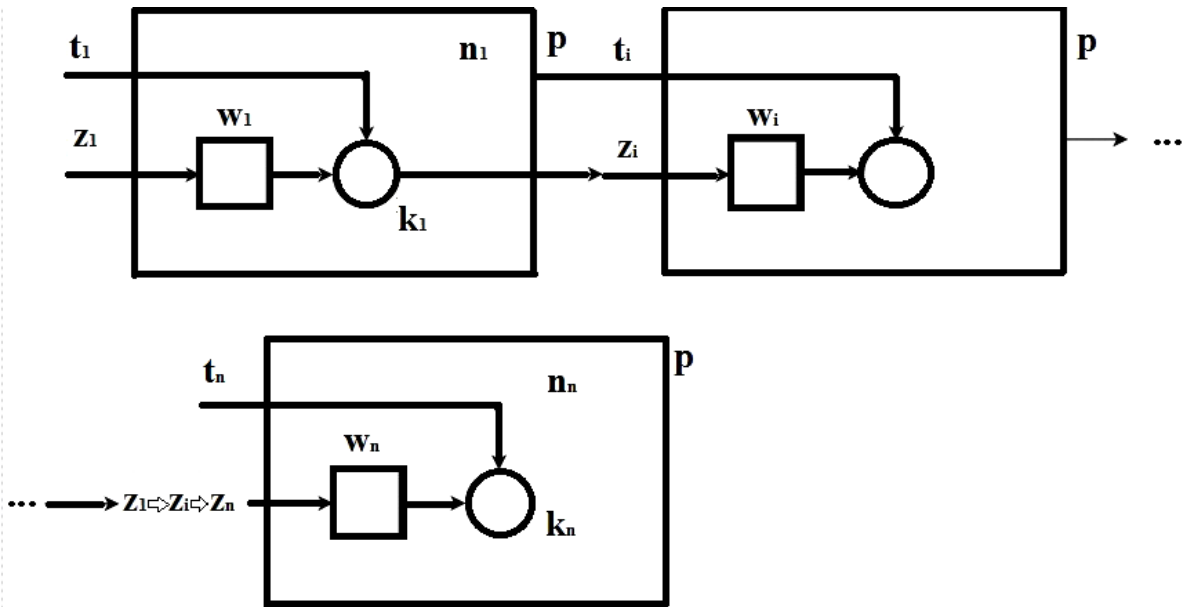 t₁ n₁ p tᵢ p
w₁ wᵢ
z₁ zᵢ ...
k₁
tₙ nₙ p
wₙ
... z₁⇨zᵢ⇨zₙ
kₙ